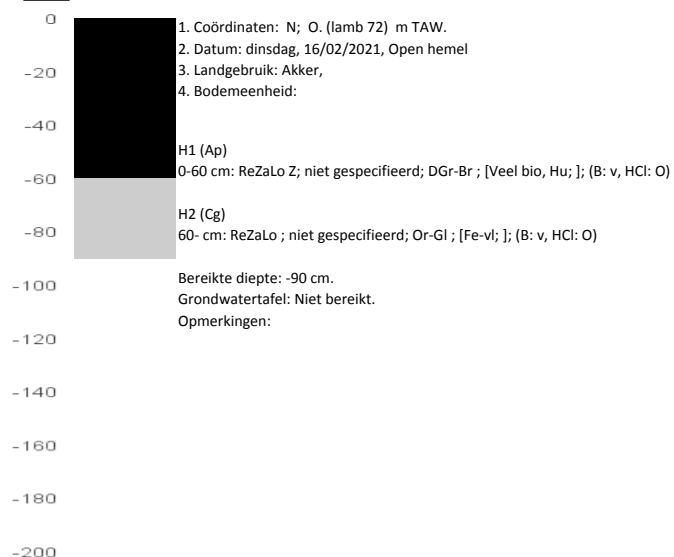 0
-20
-40
-60
-80
-100
-120
-140
-160
-180
-200
1. Coördinaten: N; O. (lamb 72) m TAW.
2. Datum: dinsdag, 16/02/2021, Open hemel
3. Landgebruik: Akker,
4. Bodemeenheid:
H1 (Ap)
0-60 cm: ReZaLo Z; niet gespecifieerd; DGr-Br ; [Veel bio, Hu; ]; (B: v, HCl: O)
H2 (Cg)
60- cm: ReZaLo ; niet gespecifieerd; Or-Gl ; [Fe-vl; ]; (B: v, HCl: O)
Bereikte diepte: -90 cm.
Grondwatertafel: Niet bereikt.
Opmerkingen: